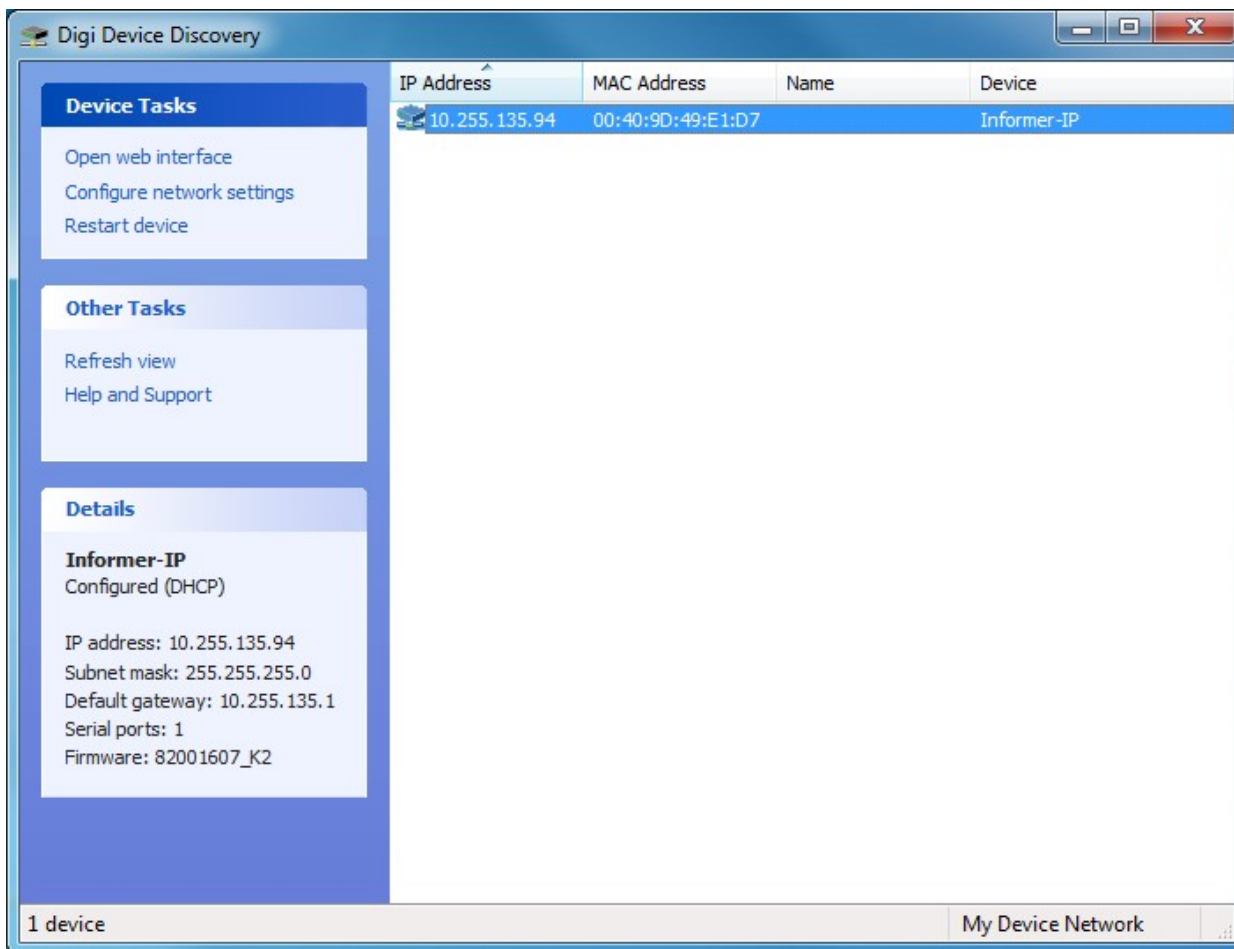 Digi Device Discovery
Device Tasks
Open web interface
Configure network settings
Restart device
Other Tasks
Refresh view
Help and Support
Details
Informer-IP
Configured (DHCP)
IP address: 10.255.135.94
Subnet mask: 255.255.255.0
Default gateway: 10.255.135.1
Serial ports: 1
Firmware: 82001607_K2
IP Address MAC Address Name Device
10.255.135.94 00:40:9D:49:E1:D7 Informer-IP
1 device My Device Network